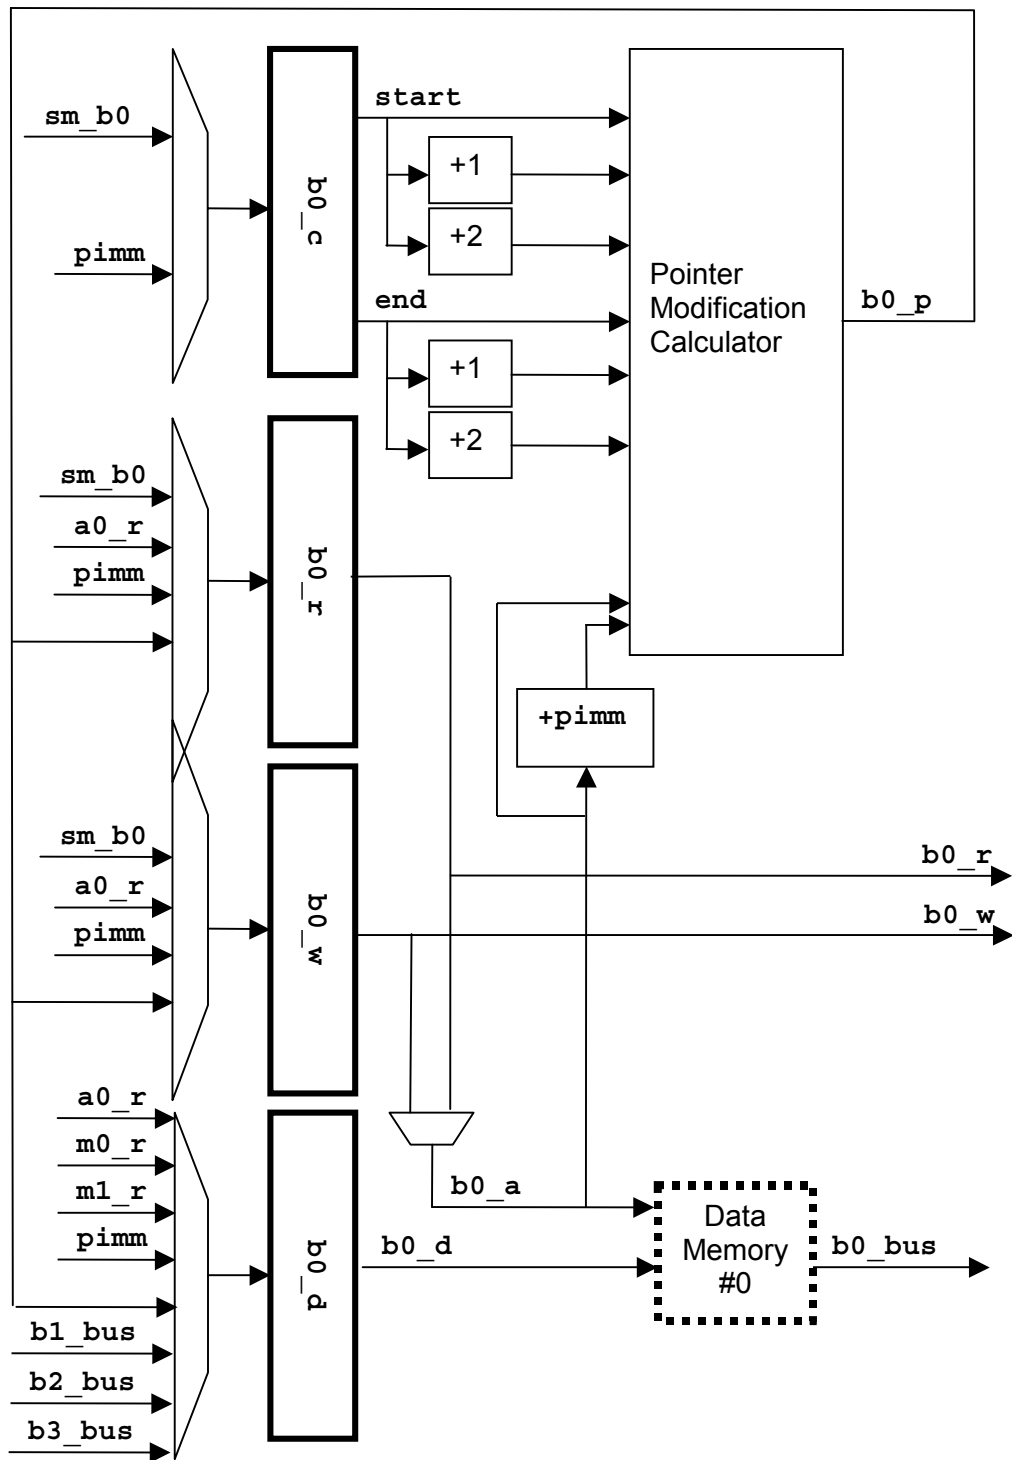 sm_b0
pimm
b0_c
start
+1
+2
end
+1
+2
Pointer
Modification
Calculator
b0_p
sm_b0
a0_r
pimm
b0_r
+pimm
sm_b0
a0_r
pimm
b0_w
b0_r
b0_w
a0_r
m0_r
m1_r
pimm
b1_bus
b2_bus
b3_bus
b0_d
b0_a
b0_d
Data
Memory
#0
b0_bus